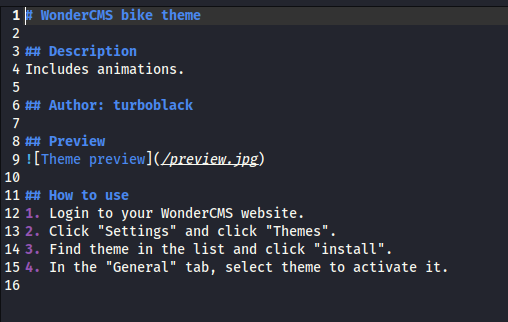 1 # WonderCMS bike theme
2
3 ## Description
4 Includes animations.
5
6 ## Author: turboblack
7
8 ## Preview
9 ![Theme preview](/preview.jpg)
10
11 ## How to use
12 1. Login to your WonderCMS website.
13 2. Click "Settings" and click "Themes".
14 3. Find theme in the list and click "install".
15 4. In the "General" tab, select theme to activate it.
16